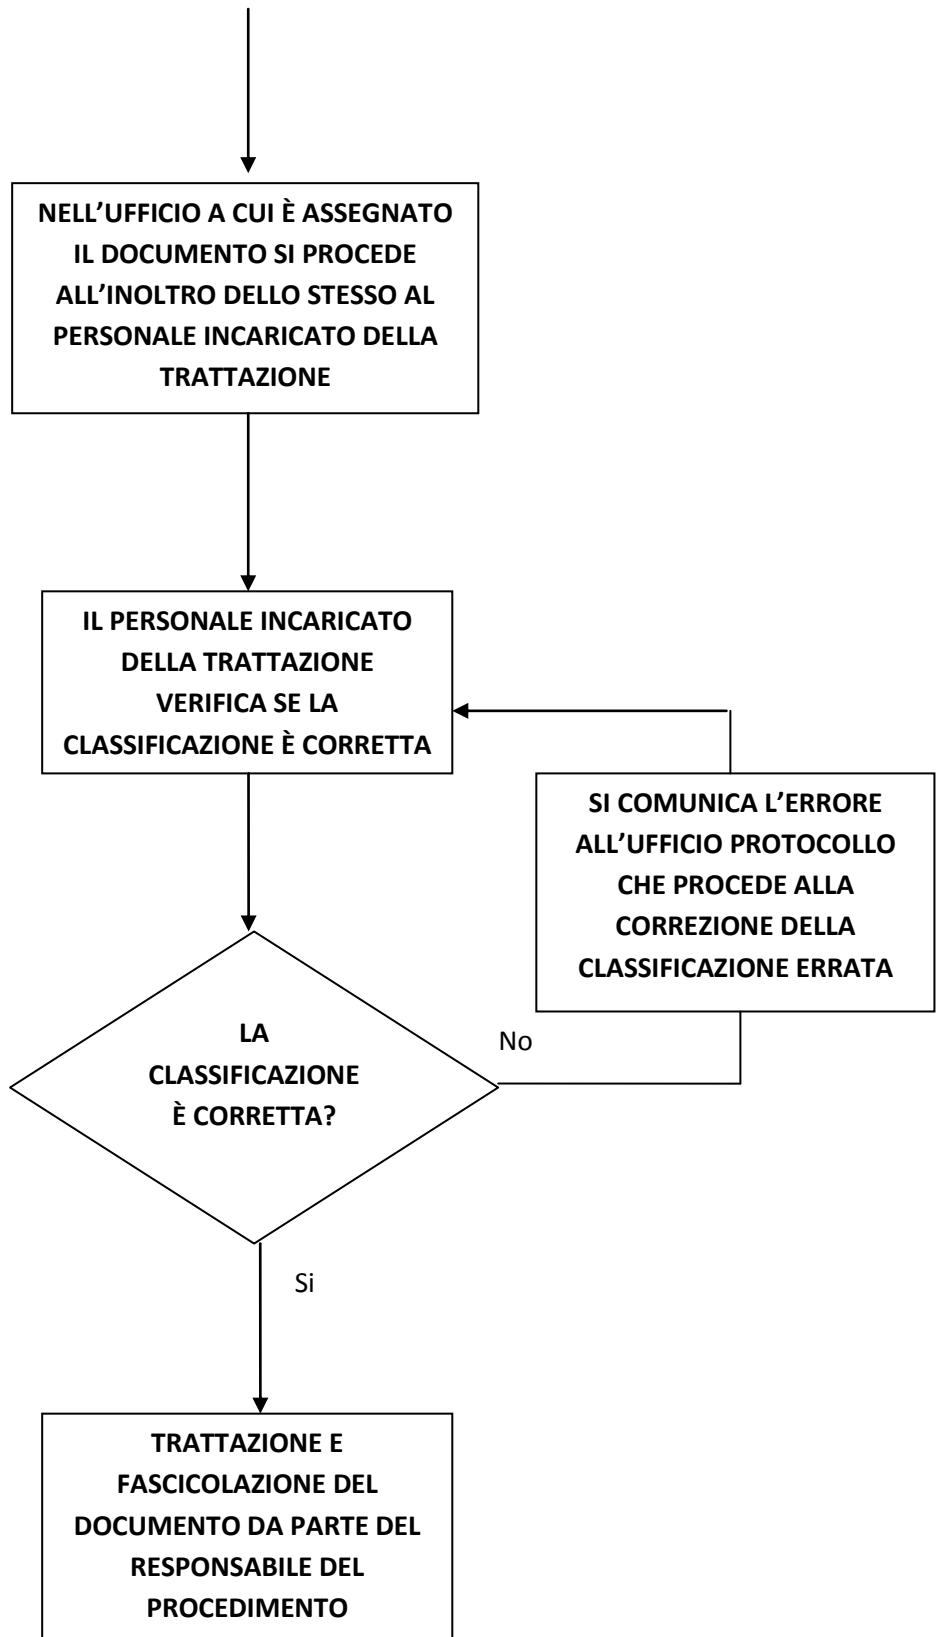 NELL’UFFICIO A CUI È ASSEGNATO
IL DOCUMENTO SI PROCEDE
ALL’INOLTRO DELLO STESSO AL
PERSONALE INCARICATO DELLA
TRATTAZIONE
IL PERSONALE INCARICATO
DELLA TRATTAZIONE
VERIFICA SE LA
CLASSIFICAZIONE È CORRETTA
SI COMUNICA L’ERRORE
ALL’UFFICIO PROTOCOLLO
CHE PROCEDE ALLA
CORREZIONE DELLA
CLASSIFICAZIONE ERRATA
LA
CLASSIFICAZIONE
È CORRETTA?
No
Si
TRATTAZIONE E
FASCICOLAZIONE DEL
DOCUMENTO DA PARTE DEL
RESPONSABILE DEL
PROCEDIMENTO